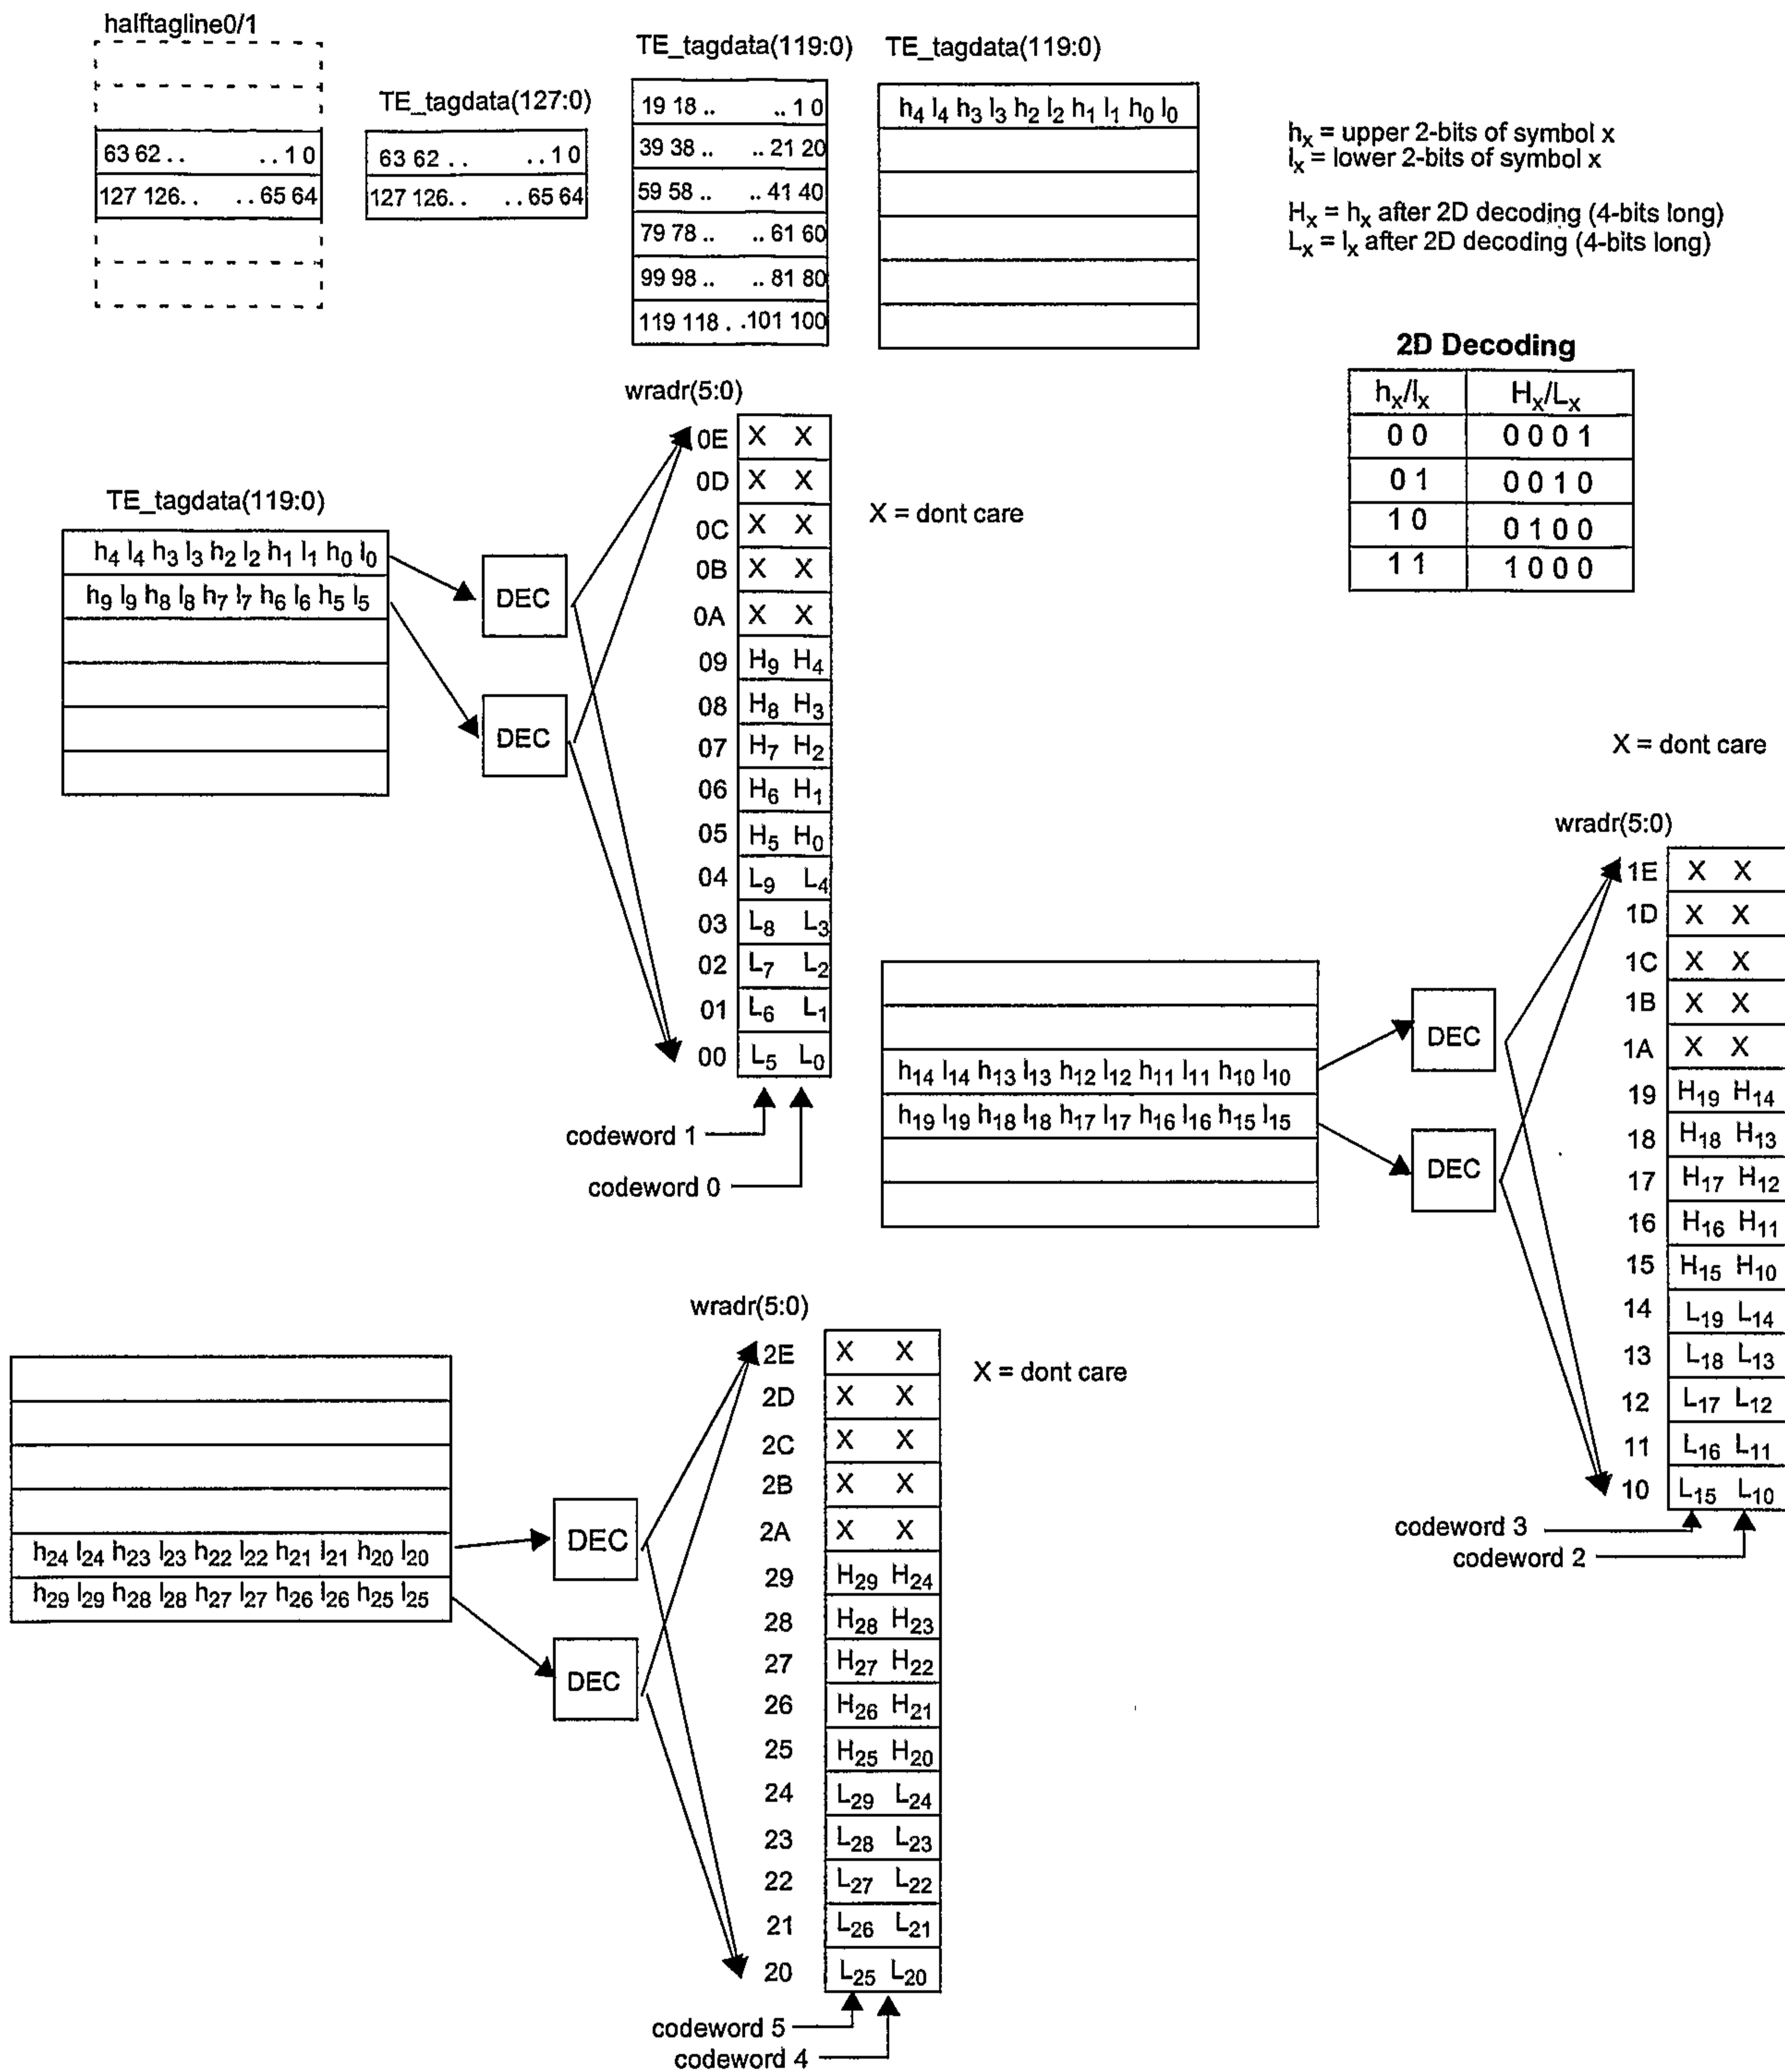 halftagline0/1
63 62 . . . . 1 0
127 126. . . . 65 64
TE_tagdata(127:0)
63 62 . . . . 1 0
127 126. . . . 65 64
TE_tagdata(119:0)
19 18 .. .. 1 0
39 38 .. .. 21 20
59 58 .. .. 41 40
79 78 .. .. 61 60
99 98 .. .. 81 80
119 118 . . 101 100
TE_tagdata(119:0)
h4 l4 h3 l3 h2 l2 h1 l1 h0 l0
hx = upper 2-bits of symbol x
lx = lower 2-bits of symbol x
Hx = hx after 2D decoding (4-bits long)
Lx = lx after 2D decoding (4-bits long)
2D Decoding
hx/lx Hx/Lx
0 0 0 0 0 1
0 1 0 0 1 0
1 0 0 1 0 0
1 1 1 0 0 0
TE_tagdata(119:0)
h4 l4 h3 l3 h2 l2 h1 l1 h0 l0
h9 l9 h8 l8 h7 l7 h6 l6 h5 l5
DEC
DEC
wradr(5:0)
0E X X
0D X X
0C X X
0B X X
0A X X
09 H9 H4
08 H8 H3
07 H7 H2
06 H6 H1
05 H5 H0
04 L9 L4
03 L8 L3
02 L7 L2
01 L6 L1
00 L5 L0
X = dont care
codeword 1
codeword 0
h14 l14 h13 l13 h12 l12 h11 l11 h10 l10
h19 l19 h18 l18 h17 l17 h16 l16 h15 l15
DEC
DEC
X = dont care
wradr(5:0)
1E X X
1D X X
1C X X
1B X X
1A X X
19 H19 H14
18 H18 H13
17 H17 H12
16 H16 H11
15 H15 H10
14 L19 L14
13 L18 L13
12 L17 L12
11 L16 L11
10 L15 L10
codeword 3
codeword 2
h24 l24 h23 l23 h22 l22 h21 l21 h20 l20
h29 l29 h28 l28 h27 l27 h26 l26 h25 l25
DEC
DEC
wradr(5:0)
2E X X
2D X X
2C X X
2B X X
2A X X
29 H29 H24
28 H28 H23
27 H27 H22
26 H26 H21
25 H25 H20
24 L29 L24
23 L28 L23
22 L27 L22
21 L26 L21
20 L25 L20
X = dont care
codeword 5
codeword 4